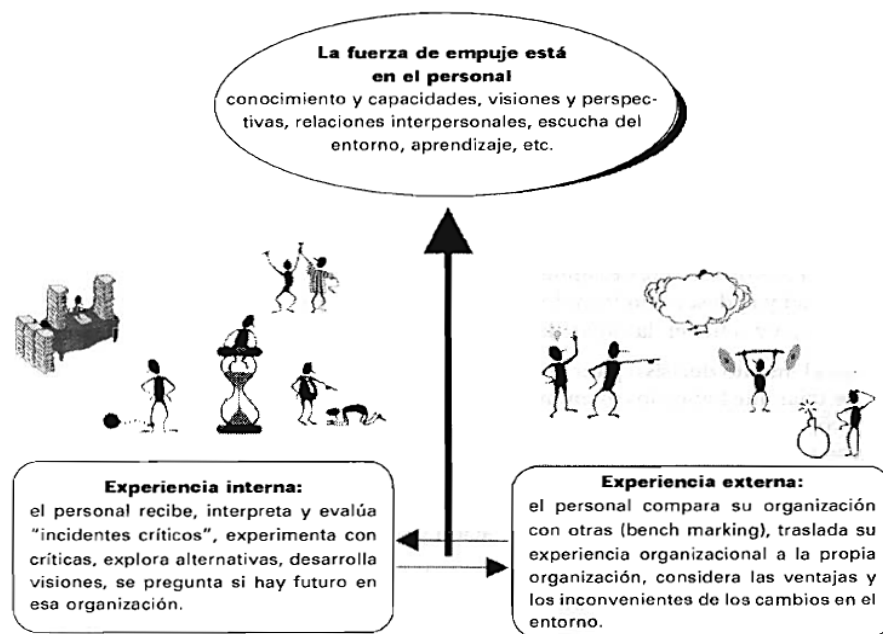 La fuerza de empuje está
en el personal
conocimiento y capacidades, visiones y perspec-
tivas, relaciones interpersonales, escucha del
entorno, aprendizaje, etc.
Experiencia interna:
el personal recibe, interpreta y evalúa
"incidentes críticos", experimenta con
críticas, explora alternativas, desarrolla
visiones, se pregunta si hay futuro en
esa organización.
Experiencia externa:
el personal compara su organización
con otras (bench marking), traslada su
experiencia organizacional a la propia
organización, considera las ventajas y
los inconvenientes de los cambios en el
entorno.